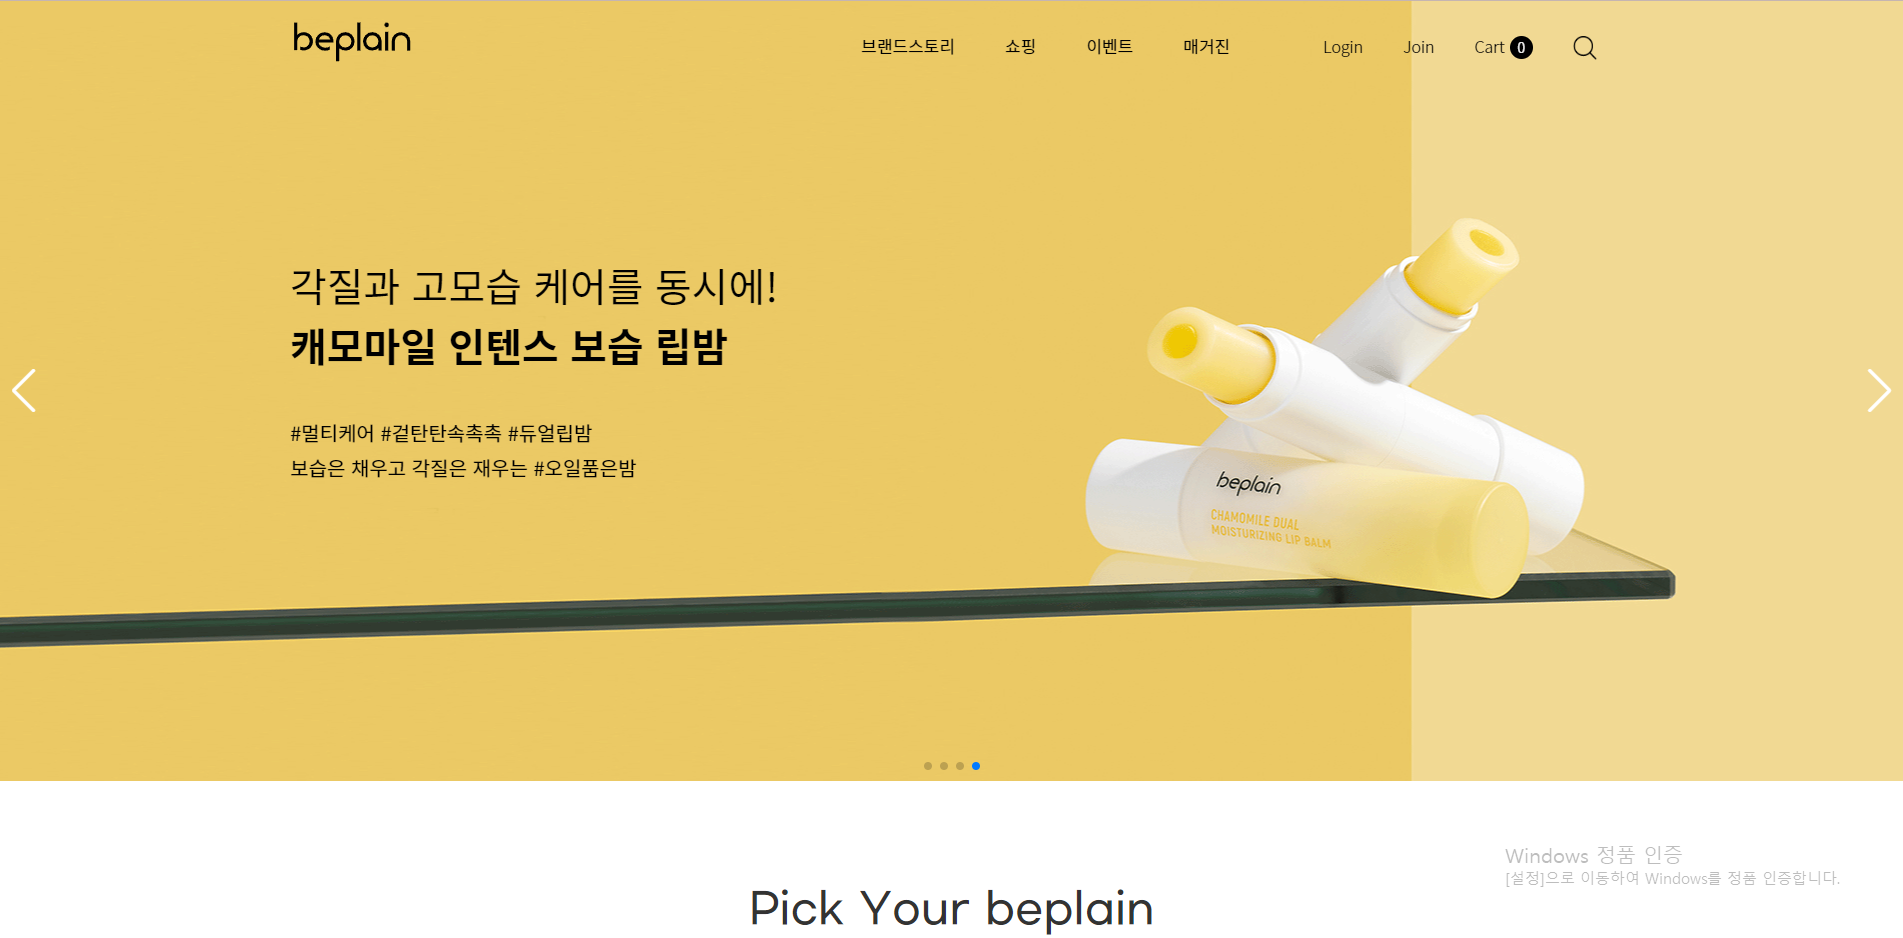 beplain
브랜드스토리 쇼핑 이벤트 매거진 Login Join Cart 0
각질과 고모습 케어를 동시에!
캐모마일 인텐스 보습 립밤
#멀티케어 #겉탄탄속촉촉 #듀얼립밤
보습은 채우고 각질은 재우는 #오일품은밤
beplain
CHAMOMILE DUAL
MOISTURIZING LIP BALM
Windows 정품 인증
[설정]으로 이동하여 Windows를 정품 인증합니다.
Pick Your beplain